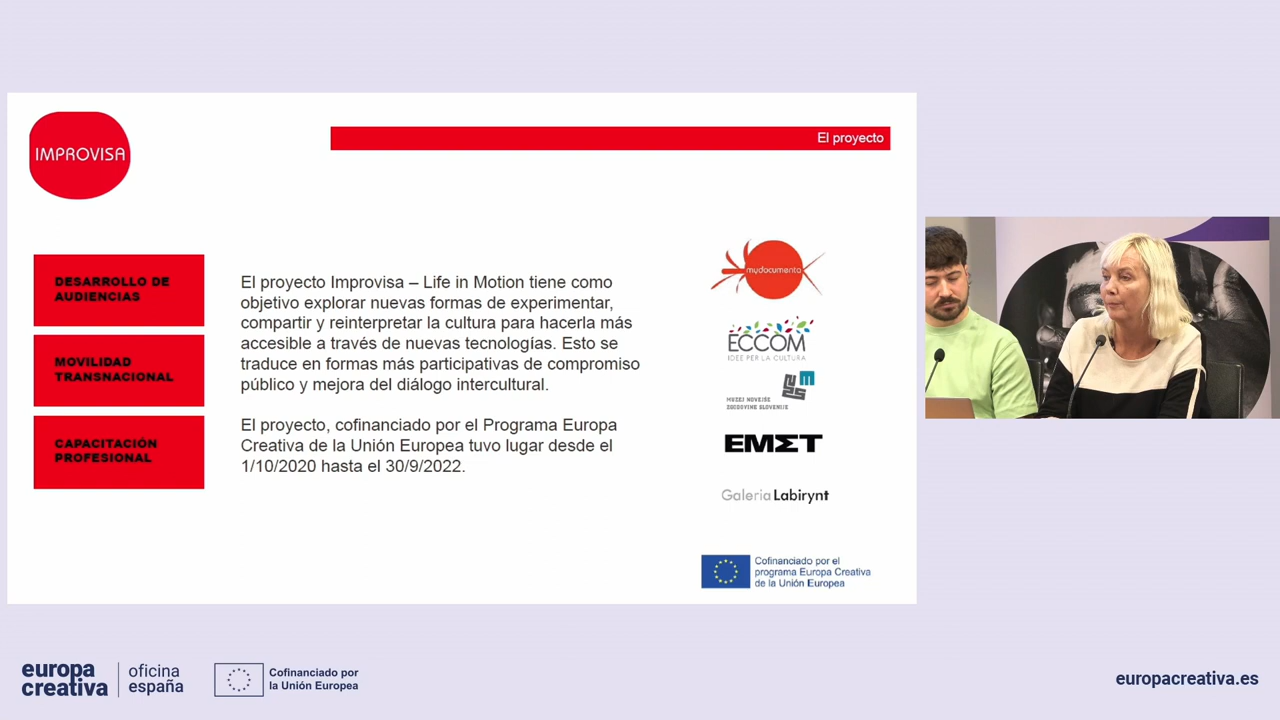 IMPROVISA
El proyecto
DESARROLLO DE
AUDIENCIAS
MOVILIDAD
TRANSNACIONAL
CAPACITACIÓN
PROFESIONAL
El proyecto Improvisa – Life in Motion tiene como
objetivo explorar nuevas formas de experimentar,
compartir y reinterpretar la cultura para hacerla más
accesible a través de nuevas tecnologías. Esto se
traduce en formas más participativas de compromiso
público y mejora del diálogo intercultural.
El proyecto, cofinanciado por el Programa Europa
Creativa de la Unión Europea tuvo lugar desde el
1/10/2020 hasta el 30/9/2022.
mydocumenta
ECCOM
IDEE PER LA CULTURA
MUZEJ NOVEJŠE
ZGODOVINE SLOVENIJE
EMΣT
Galeria Labirynt
Cofinanciado por el
programa Europa Creativa
de la Unión Europea
europa
creativa
oficina
españa
Cofinanciado por
la Unión Europea
europacreativa.es